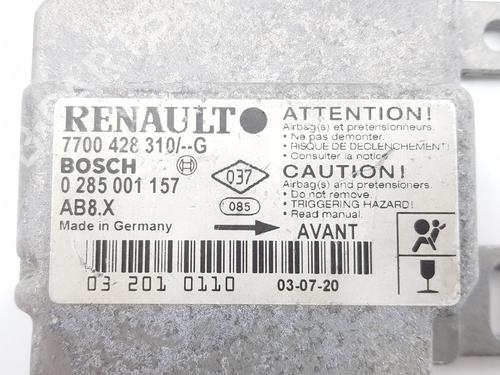 RENAULT
7700 428 310/--G
BOSCH
0 285 001 157
AB8.X
Made in Germany
037
085
ATTENTION!
Airbag(s) et pretensionneurs.
• Ne pas demonter.
• RISQUE DE DECLENCHEMENT!
• Consulter la notice.
CAUTION!
Airbag(s) and pretensioners.
• Do not remove.
• TRIGGERING HAZARD!
• Read manual.
AVANT
03 201 0110
03-07-20